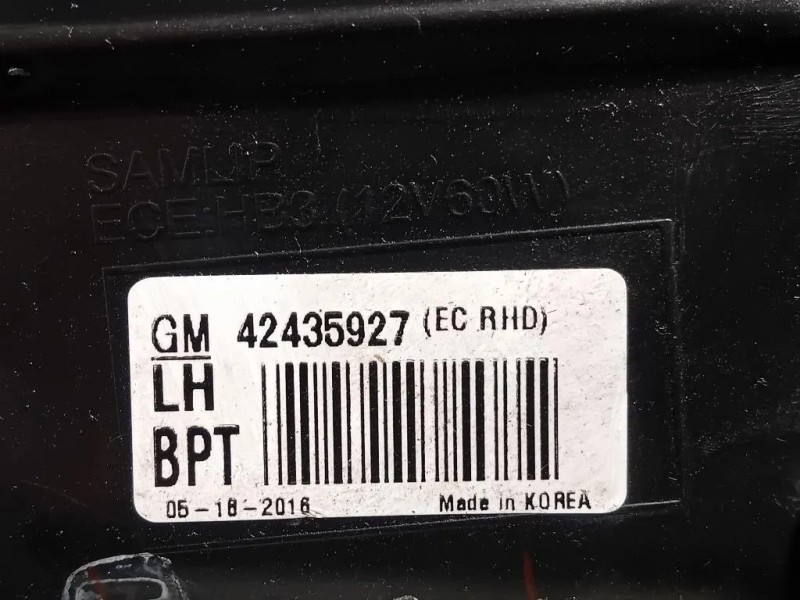 SAMLIP
ECE:HB3 (12V60W)
GM 42435927 (EC RHD)
LH
BPT
05-18-2016 Made in KOREA